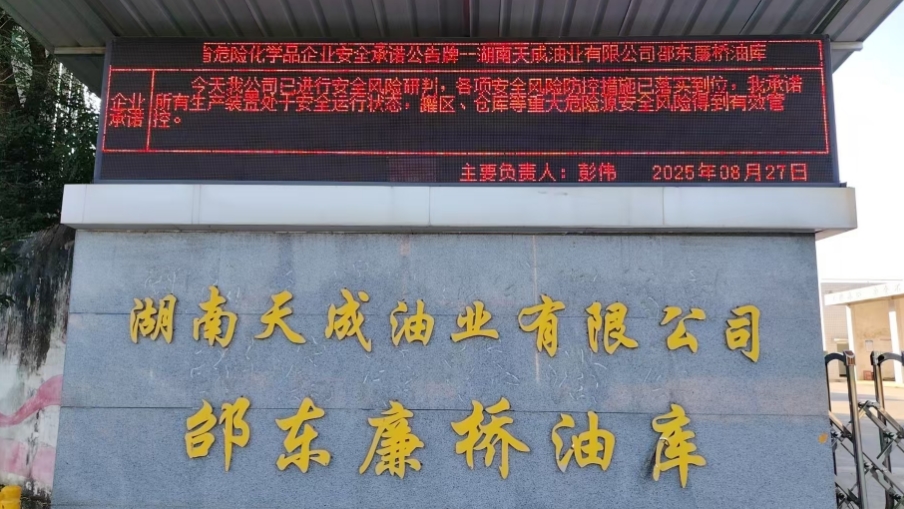 危险化学品企业安全承诺公告牌--湖南天成油业有限公司邵东廉桥油库
企业承诺
今天我公司已进行安全风险研判，各项安全风险防控措施已落实到位，我承诺
所有生产装置处于安全运行状态，罐区、仓库等重大危险源安全风险得到有效管
控。
主要负责人：彭伟 2025年08月27日
湖南天成油业有限公司
邵东廉桥油库